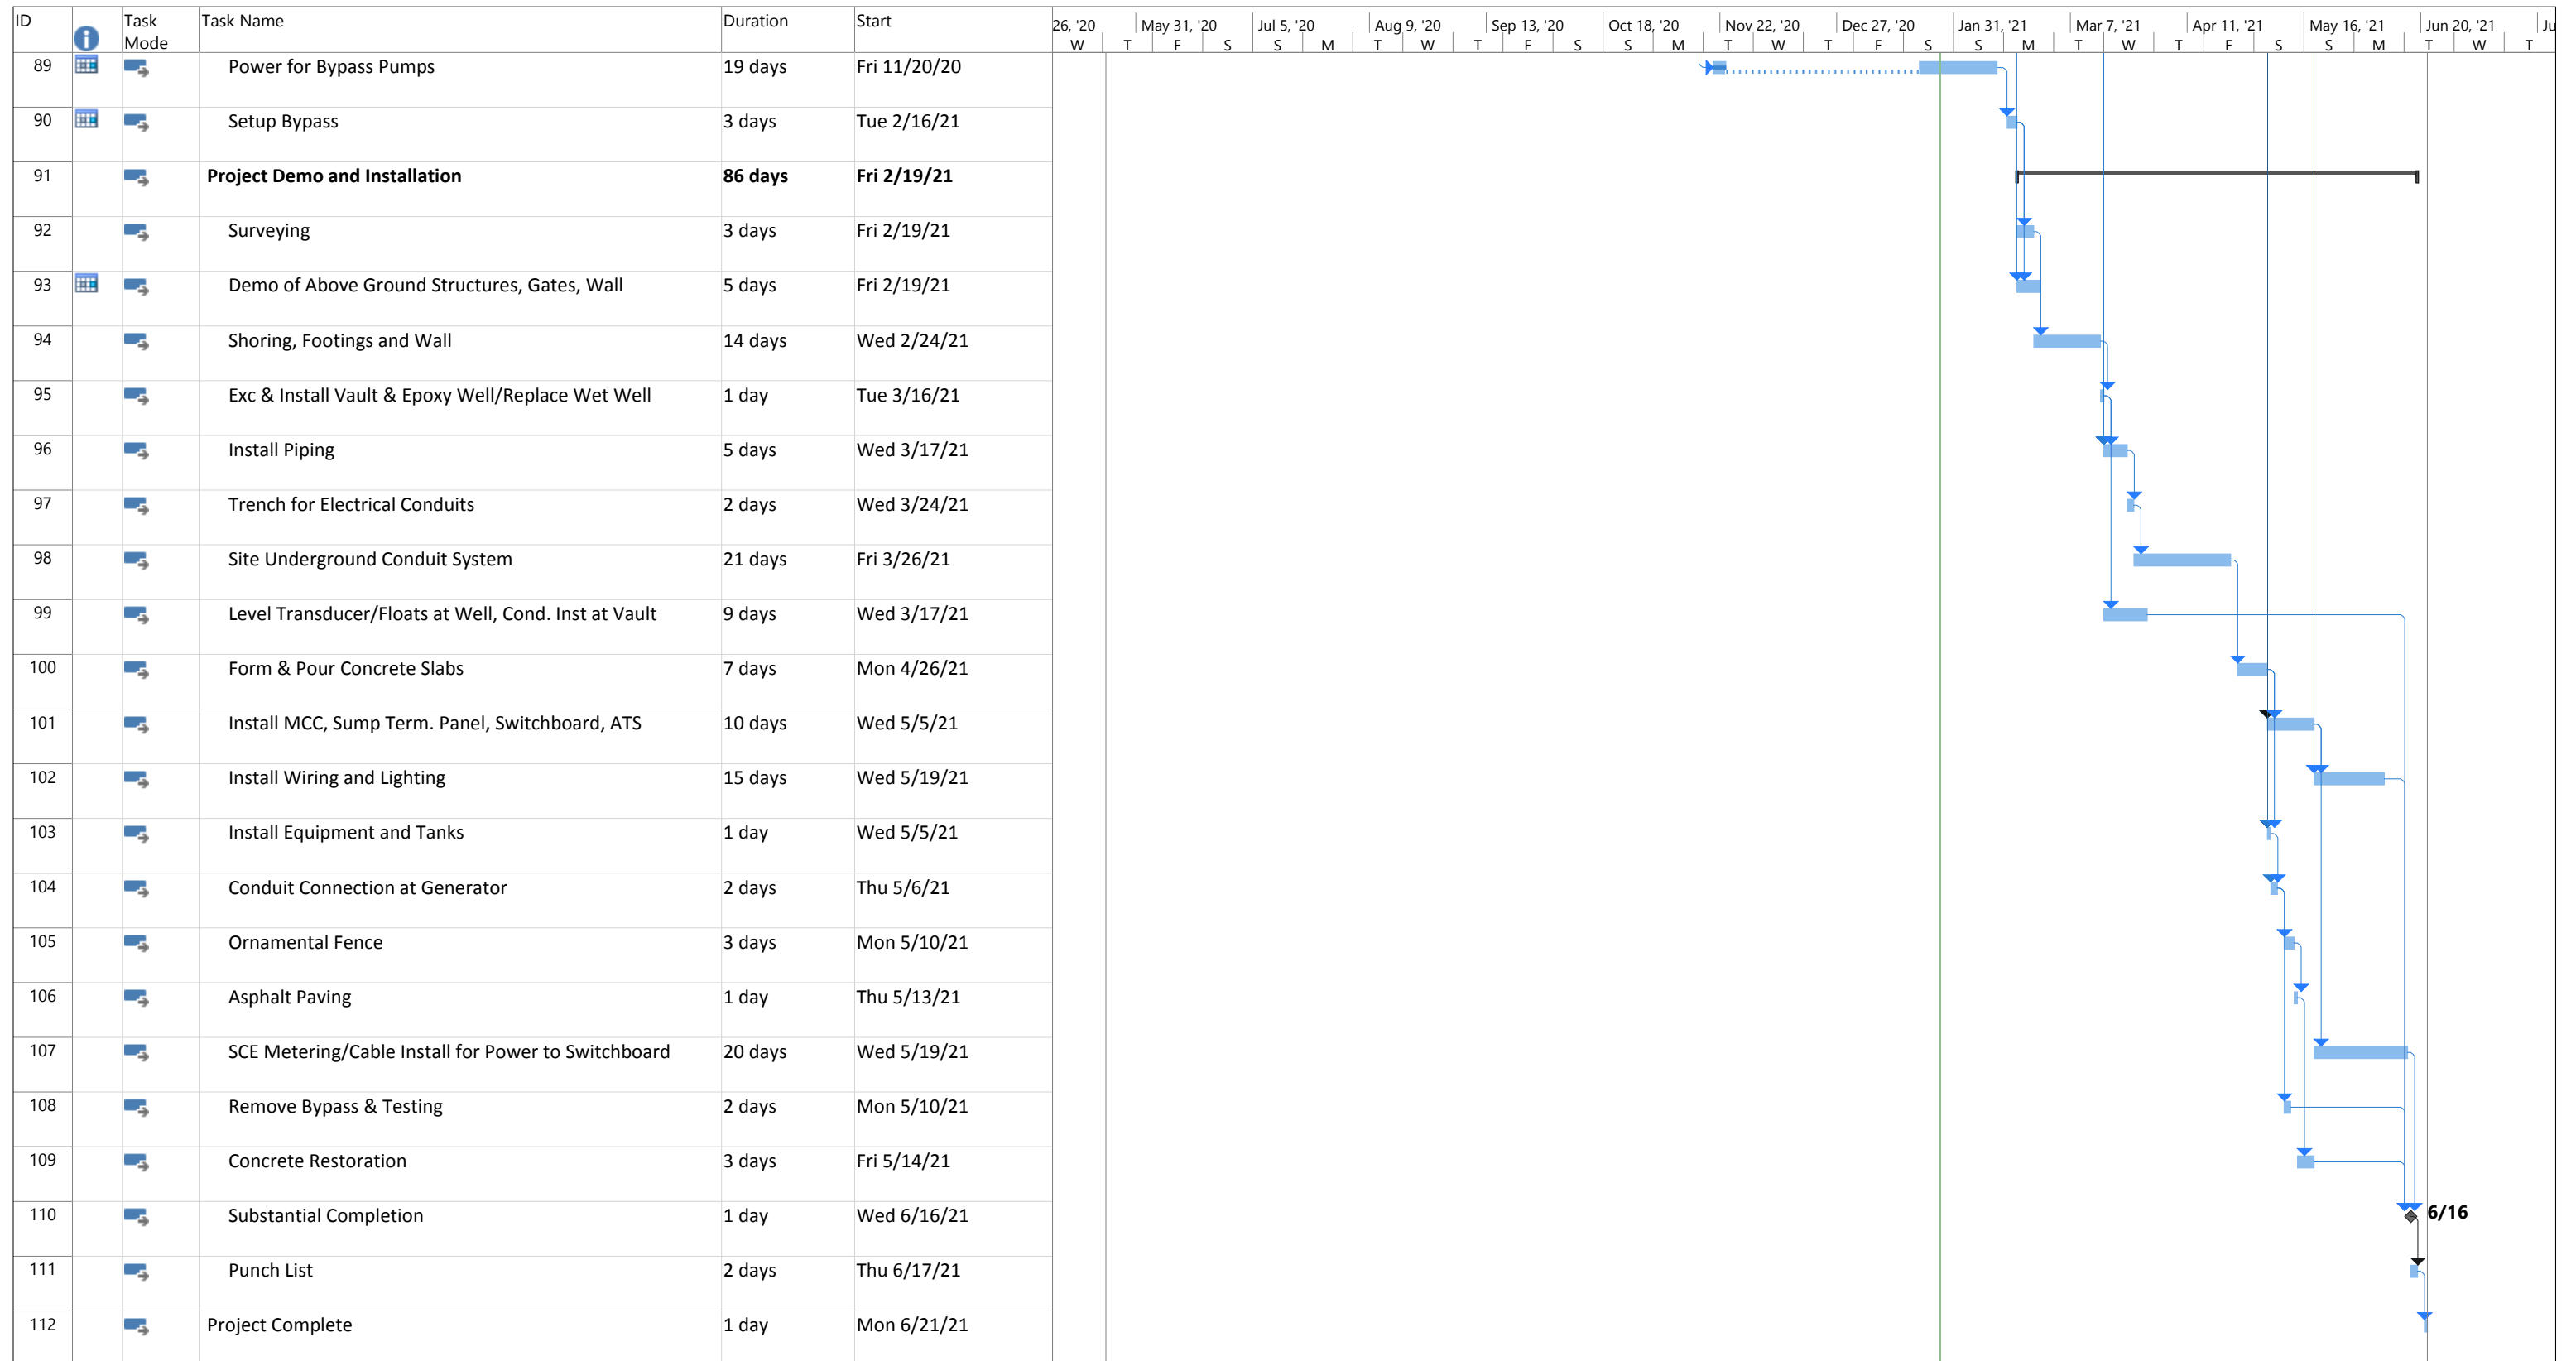 ID Task Mode Task Name Duration Start 26, '20 May 31, '20 Jul 5, '20 Aug 9, '20 Sep 13, '20 Oct 18, '20 Nov 22, '20 Dec 27, '20 Jan 31, '21 Mar 7, '21 Apr 11, '21 May 16, '21 Jun 20, '21 Ju
W T F S S M T W T F S S M T W T F S S M T W T F S S M T W T
89 Power for Bypass Pumps 19 days Fri 11/20/20
90 Setup Bypass 3 days Tue 2/16/21
91 Project Demo and Installation 86 days Fri 2/19/21
92 Surveying 3 days Fri 2/19/21
93 Demo of Above Ground Structures, Gates, Wall 5 days Fri 2/19/21
94 Shoring, Footings and Wall 14 days Wed 2/24/21
95 Exc & Install Vault & Epoxy Well/Replace Wet Well 1 day Tue 3/16/21
96 Install Piping 5 days Wed 3/17/21
97 Trench for Electrical Conduits 2 days Wed 3/24/21
98 Site Underground Conduit System 21 days Fri 3/26/21
99 Level Transducer/Floats at Well, Cond. Inst at Vault 9 days Wed 3/17/21
100 Form & Pour Concrete Slabs 7 days Mon 4/26/21
101 Install MCC, Sump Term. Panel, Switchboard, ATS 10 days Wed 5/5/21
102 Install Wiring and Lighting 15 days Wed 5/19/21
103 Install Equipment and Tanks 1 day Wed 5/5/21
104 Conduit Connection at Generator 2 days Thu 5/6/21
105 Ornamental Fence 3 days Mon 5/10/21
106 Asphalt Paving 1 day Thu 5/13/21
107 SCE Metering/Cable Install for Power to Switchboard 20 days Wed 5/19/21
108 Remove Bypass & Testing 2 days Mon 5/10/21
109 Concrete Restoration 3 days Fri 5/14/21
110 Substantial Completion 1 day Wed 6/16/21 6/16
111 Punch List 2 days Thu 6/17/21
112 Project Complete 1 day Mon 6/21/21